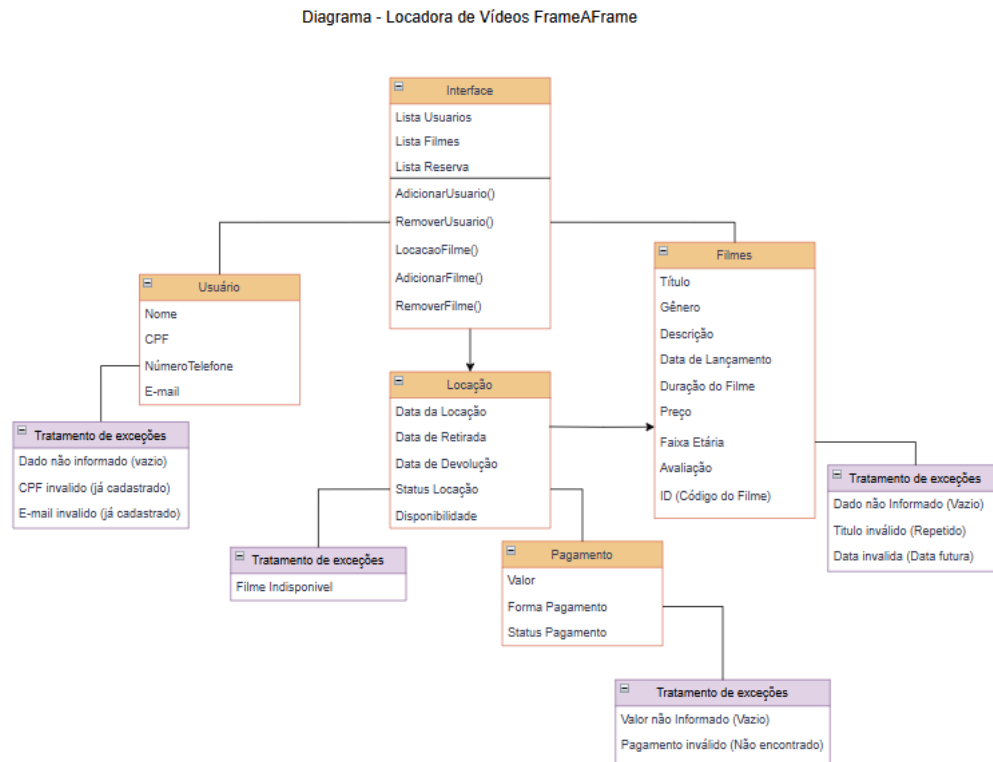 Diagrama - Locadora de Vídeos FrameAFrame
Interface
Lista Usuarios
Lista Filmes
Lista Reserva
AdicionarUsuario()
RemoverUsuario()
LocacaoFilme()
AdicionarFilme()
RemoverFilme()
Usuário
Nome
CPF
NúmeroTelefone
E-mail
Tratamento de exceções
Dado não informado (vazio)
CPF invalido (já cadastrado)
E-mail invalido (já cadastrado)
Filmes
Título
Gênero
Descrição
Data de Lançamento
Duração do Filme
Preço
Faixa Etária
Avaliação
ID (Código do Filme)
Tratamento de exceções
Dado não Informado (Vazio)
Titulo inválido (Repetido)
Data invalida (Data futura)
Locação
Data da Locação
Data de Retirada
Data de Devolução
Status Locação
Disponibilidade
Tratamento de exceções
Filme Indisponivel
Pagamento
Valor
Forma Pagamento
Status Pagamento
Tratamento de exceções
Valor não Informado (Vazio)
Pagamento inválido (Não encontrado)